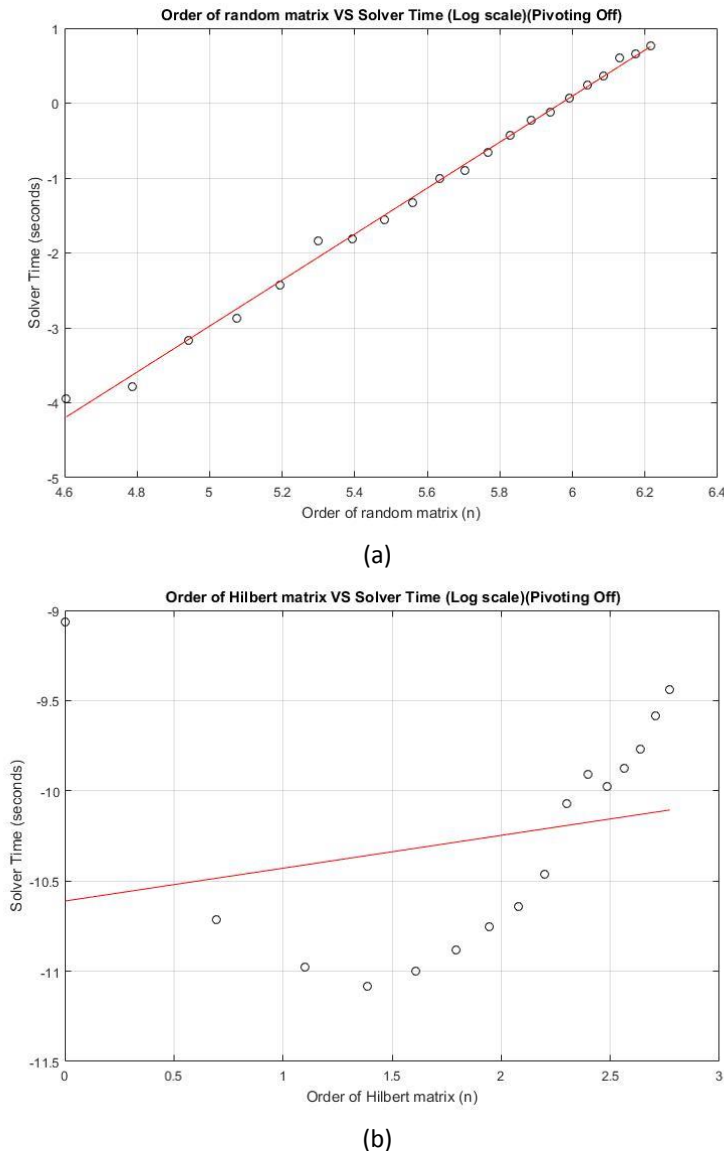 Order of random matrix VS Solver Time (Log scale)(Pivoting Off)
1
0
-1
-2
-3
-4
-5
Solver Time (seconds)
4.6 4.8 5 5.2 5.4 5.6 5.8 6 6.2 6.4
Order of random matrix (n)
(a)
Order of Hilbert matrix VS Solver Time (Log scale)(Pivoting Off)
-9
-9.5
-10
-10.5
-11
-11.5
Solver Time (seconds)
0 0.5 1 1.5 2 2.5 3
Order of Hilbert matrix (n)
(b)